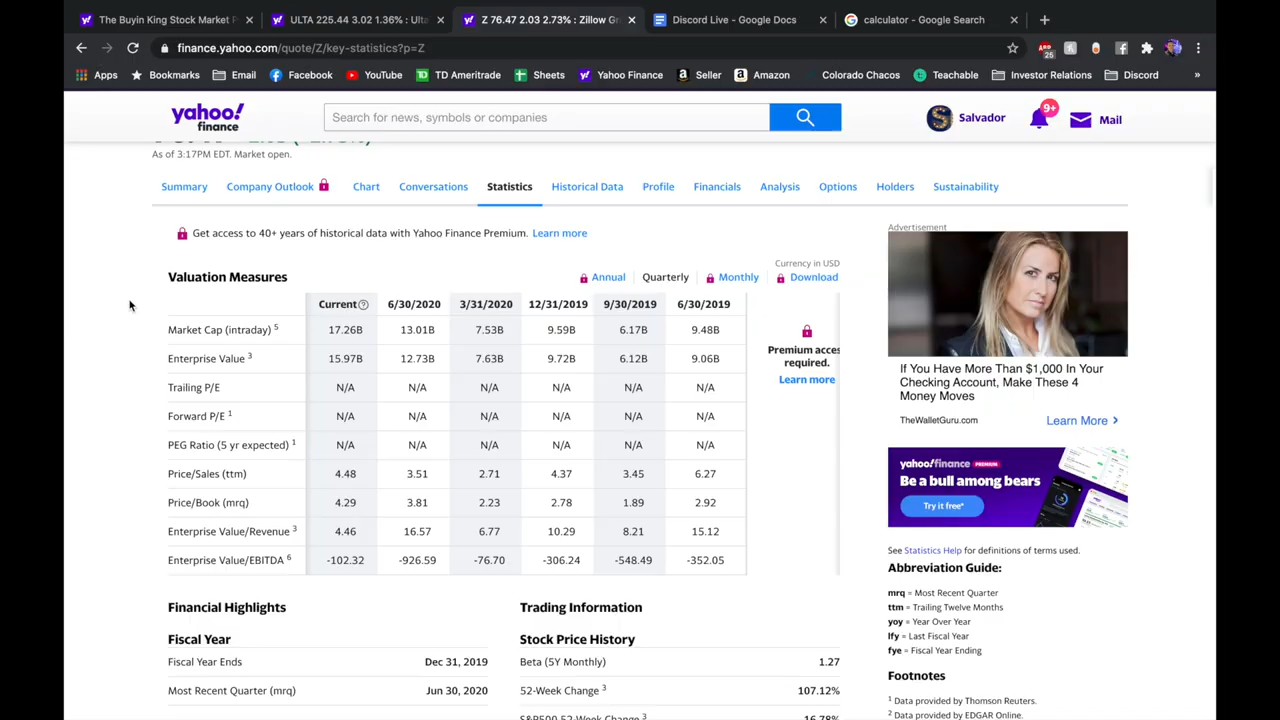 The Buyin King Stock Market P
ULTA 225.44 3.02 1.36% : Ulta
Z 76.47 2.03 2.73% : Zillow Gr
Discord Live - Google Docs
calculator - Google Search
finance.yahoo.com/quote/Z/key-statistics?p=Z
25
Apps
Bookmarks
Email
Facebook
YouTube
TD Ameritrade
Sheets
Yahoo Finance
Seller
Amazon
Colorado Chacos
Teachable
Investor Relations
Discord
»
yahoo!
finance
Search for news, symbols or companies
Salvador
9+
Mail
As of 3:17PM EDT. Market open.
Summary
Company Outlook
Chart
Conversations
Statistics
Historical Data
Profile
Financials
Analysis
Options
Holders
Sustainability
Get access to 40+ years of historical data with Yahoo Finance Premium. Learn more
Currency in USD
Valuation Measures
Annual
Quarterly
Monthly
Download
Current 6/30/2020 3/31/2020 12/31/2019 9/30/2019 6/30/2019
Market Cap (intraday) 5 17.26B 13.01B 7.53B 9.59B 6.17B 9.48B
Enterprise Value 3 15.97B 12.73B 7.63B 9.72B 6.12B 9.06B
Trailing P/E N/A N/A N/A N/A N/A N/A
Forward P/E 1 N/A N/A N/A N/A N/A N/A
PEG Ratio (5 yr expected) 1 N/A N/A N/A N/A N/A N/A
Price/Sales (ttm) 4.48 3.51 2.71 4.37 3.45 6.27
Price/Book (mrq) 4.29 3.81 2.23 2.78 1.89 2.92
Enterprise Value/Revenue 3 4.46 16.57 6.77 10.29 8.21 15.12
Enterprise Value/EBITDA 6 -102.32 -926.59 -76.70 -306.24 -548.49 -352.05
Premium acces
required.
Learn more
Financial Highlights
Fiscal Year
Fiscal Year Ends Dec 31, 2019
Most Recent Quarter (mrq) Jun 30, 2020
Trading Information
Stock Price History
Beta (5Y Monthly) 1.27
52-Week Change 3 107.12%
S&P500 52-Week Change 3 16.78%
Advertisement
If You Have More Than $1,000 In Your
Checking Account, Make These 4
Money Moves
TheWalletGuru.com
Learn More
yahoo!finance PREMIUM
Be a bull among bears
Try it free*
See Statistics Help for definitions of terms used.
Abbreviation Guide:
mrq = Most Recent Quarter
ttm = Trailing Twelve Months
yoy = Year Over Year
lfy = Last Fiscal Year
fye = Fiscal Year Ending
Footnotes
1 Data provided by Thomson Reuters.
2 Data provided by EDGAR Online.